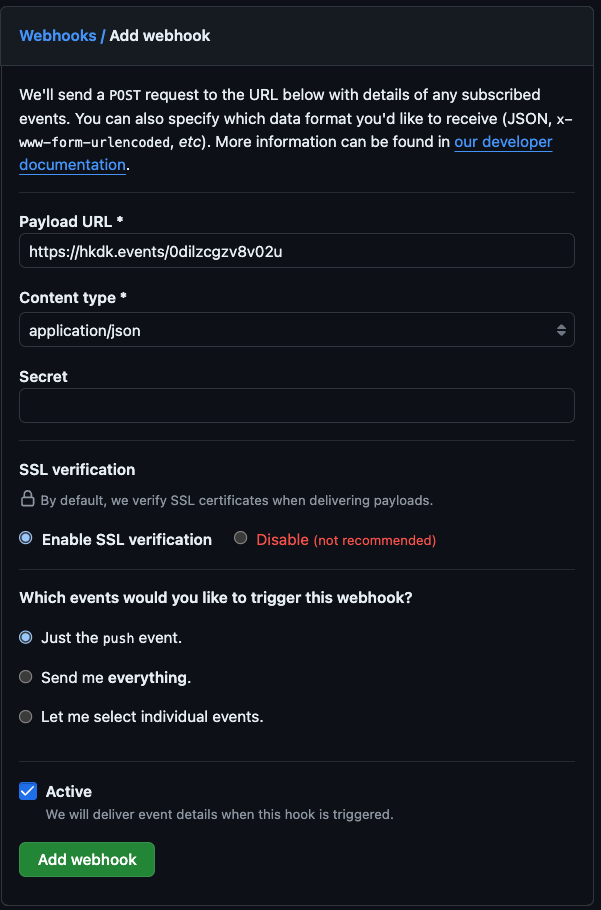 Webhooks / Add webhook
We'll send a POST request to the URL below with details of any subscribed
events. You can also specify which data format you'd like to receive (JSON, x-
www-form-urlencoded, etc). More information can be found in our developer
documentation.
Payload URL *
https://hkdk.events/0dilzcgzv8v02u
Content type *
application/json
Secret
SSL verification
By default, we verify SSL certificates when delivering payloads.
Enable SSL verification Disable (not recommended)
Which events would you like to trigger this webhook?
Just the push event.
Send me everything.
Let me select individual events.
Active
We will deliver event details when this hook is triggered.
Add webhook